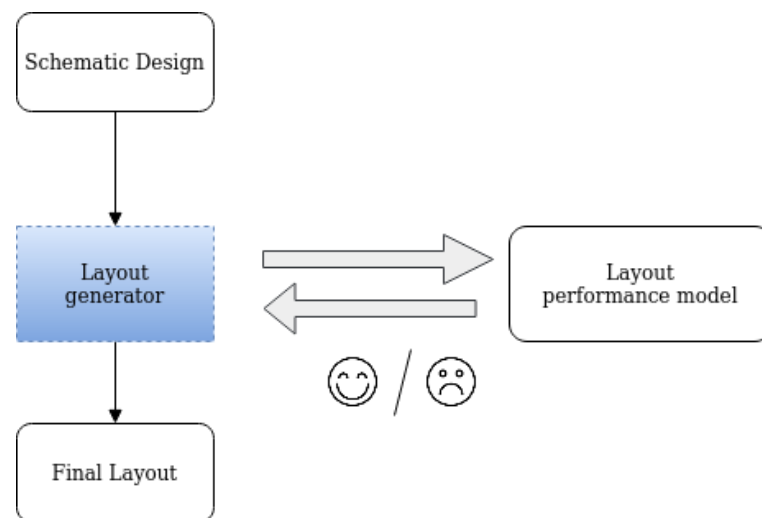 Schematic Design
Layout
generator
Layout
performance model
Final Layout